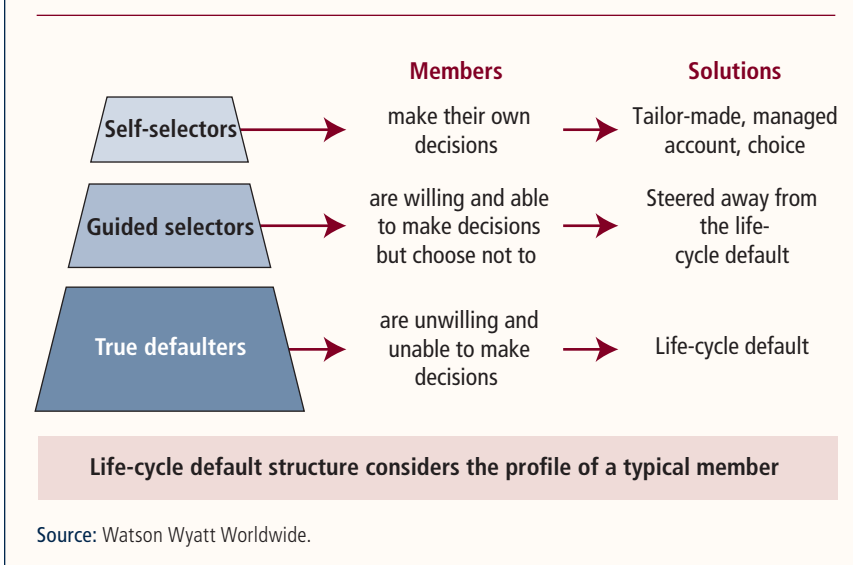 Members
Solutions
Self-selectors
make their own
decisions
Tailor-made, managed
account, choice
Guided selectors
are willing and able
to make decisions
but choose not to
Steered away from
the life-
cycle default
True defaulters
are unwilling and
unable to make
decisions
Life-cycle default
Life-cycle default structure considers the profile of a typical member
Source: Watson Wyatt Worldwide.